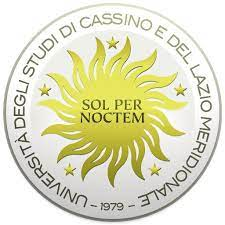 UNIVERSITÀ DEGLI STUDI DI CASSINO E DEL LAZIO MERIDIONALE
SOL PER
NOCTEM
- 1979 -